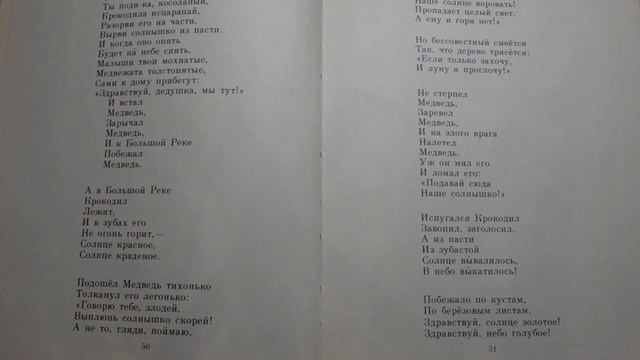 Ты поди-ка, косолапый,
Крокодила исцарапай,
Разорви его на части,
Вырви солнышко из пасти.
И когда оно опять
Будет на небе сиять,
Малыши твои мохнатые,
Медвежата толстопятые,
Сами к дому прибегут:
«Здравствуй, дедушка, мы тут!»
И встал
Медведь,
Зарычал
Медведь,
И к Большой Реке
Побежал
Медведь.
А в Большой Реке
Крокодил
Лежит,
И в зубах его
Не огонь горит,—
Солнце красное,
Солнце краденое.
Подошёл Медведь тихонько
Толканул его легонько:
«Говорю тебе, злодей,
Выплюнь солнышко скорей!
А не то, гляди, поймаю,
50
Наше солнце воровать!
Пропадает целый свет.
А ему и горя нет!»
Но бессовестный смеётся
Так, что дерево трясётся:
«Если только захочу,
И луну я проглочу!»
Не стерпел
Медведь,
Заревел
Медведь,
И на злого врага
Налетел
Медведь.
Уж он мял его
И ломал его:
«Подавай сюда
Наше солнышко!»
Испугался Крокодил
Завопил, заголосил.
А из пасти
Из зубастой
Солнце вывалилось,
В небо выкатилось!
Побежало по кустам,
По берёзовым листам.
Здравствуй, солнце золотое!
Здравствуй, небо голубое!
51